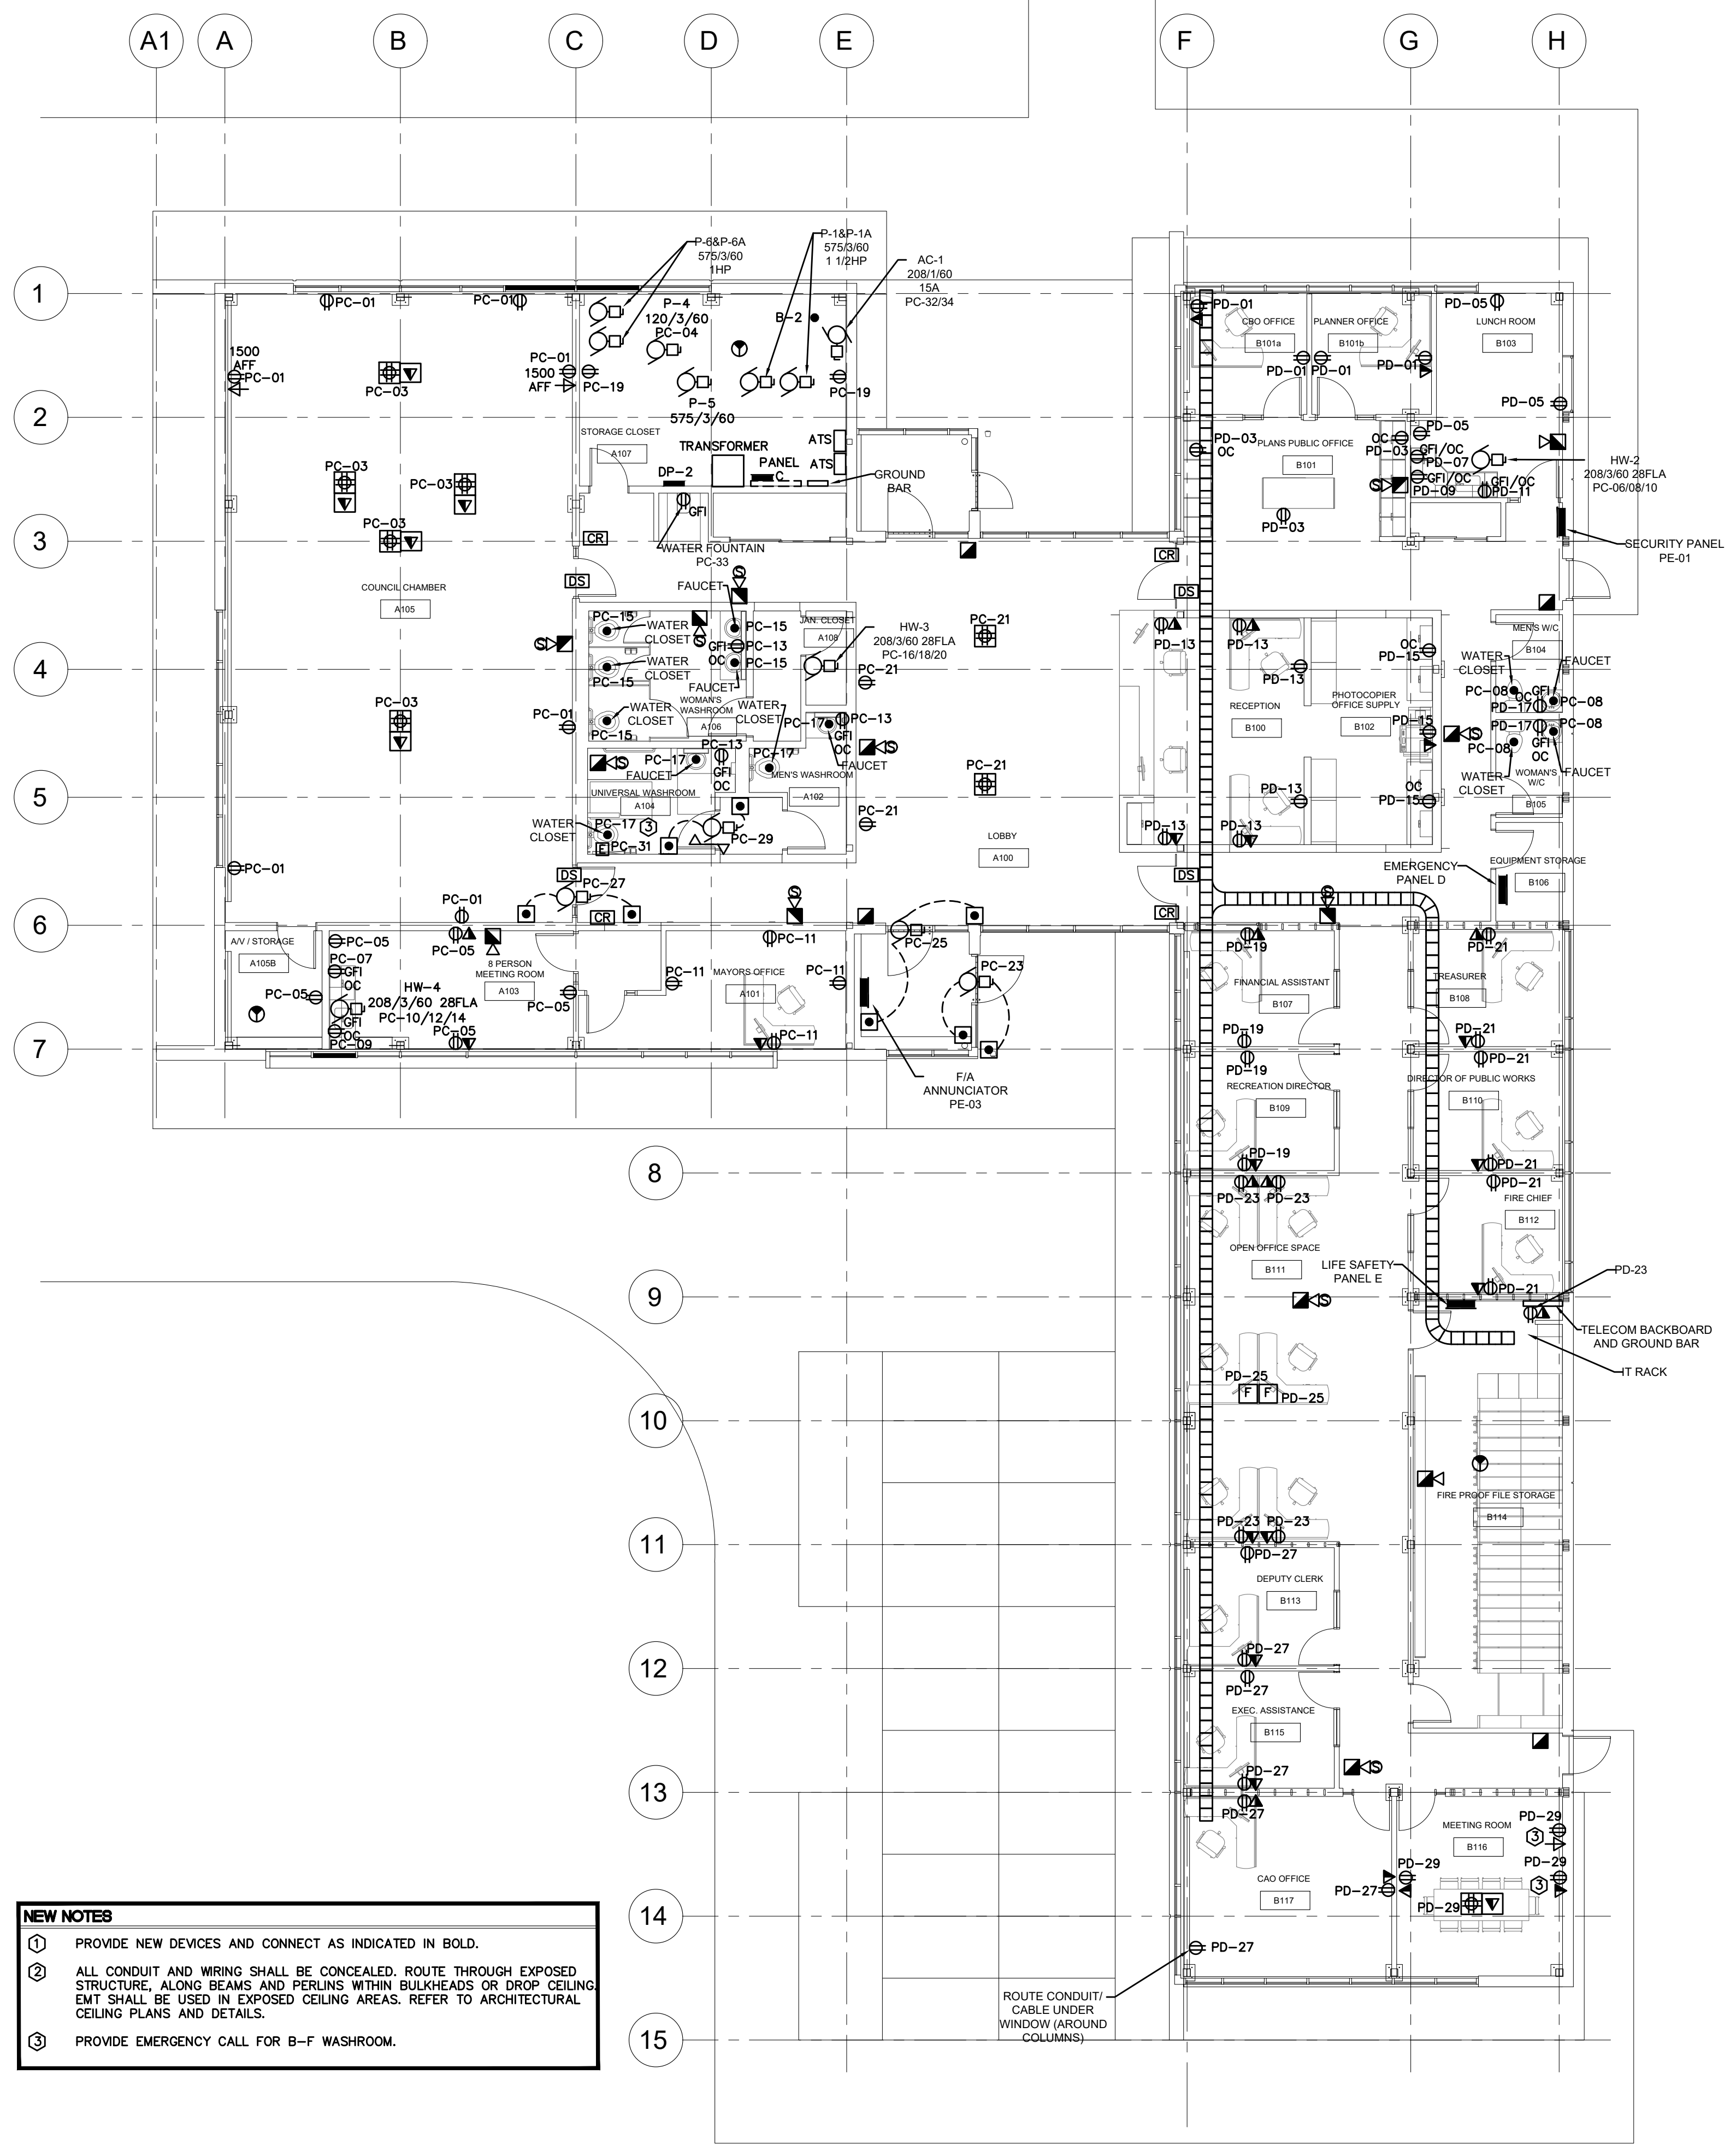 A1
A
B
C
D
E
F
G
H
P-6&P-6A
575/3/60
1HP
P-1&P-1A
575/3/60
1 1/2HP
AC-1
208/1/60
15A
PC-32/34
1
PC-01
PC-01
P-4
120/3/60
PC-04
B-2
PD-01
CBO OFFICE
B101a
PLANNER OFFICE
B101b
PD-05
LUNCH ROOM
B103
1500
AFF
PC-01
PC-03
PC-01
1500
AFF
PC-19
PC-19
PD-01
PD-01
PD-01
P-5
575/3/60
PD-05
2
STORAGE CLOSET
A107
TRANSFORMER
DP-2
PANEL
C
ATS
ATS
GROUND
BAR
PD-03
OC
PLANS PUBLIC OFFICE
B101
OC
PD-03
PD-05
GFI/OC
PD-07
GFI/OC
PD-09
GFI/OC
PD-11
S
HW-2
208/3/60 28FLA
PC-06/08/10
PC-03
PC-03
GFI
PD-03
PC-03
3
CR
WATER FOUNTAIN
PC-33
CR
SECURITY PANEL
PE-01
COUNCIL CHAMBER
A105
DS
FAUCET
S
DS
PC-15
WATER
CLOSET
S
PC-15
GFI
PC-13
OC
PC-15
JAN. CLOSET
A108
HW-3
208/3/60 28FLA
PC-16/18/20
PC-21
PD-13
PD-13
OC
PD-15
MEN'S W/C
B104
S
4
WATER
CLOSET
PC-15
FAUCET
WOMAN'S
WASHROOM
A106
PC-21
PD-13
WATER
CLOSET
FAUCET
PC-08
GFI
OC
PD-17
PC-08
PC-03
PC-01
WATER
CLOSET
PC-15
WATER
CLOSET
PC-17
PC-13
GFI
OC
FAUCET
S
RECEPTION
B100
PHOTOCOPIER
OFFICE SUPPLY
B102
PD-15
S
PD-17
GFI
OC
PC-08
PC-08
FAUCET
S
PC-17
FAUCET
PC-13
GFI
OC
PC-17
MEN'S WASHROOM
A102
PC-21
WATER
CLOSET
WOMAN'S
W/C
B105
5
UNIVERSAL WASHROOM
A104
PD-13
OC
PD-15
WATER
CLOSET
PC-17
3
PC-29
PC-21
LOBBY
A100
PD-13
PD-13
E
PC-31
PC-01
DS
PC-27
DS
EMERGENCY
PANEL D
EQUIPMENT STORAGE
B106
PC-01
CR
S
CR
S
6
A/V / STORAGE
A105B
PC-05
PC-07
GFI
OC
PC-05
8 PERSON
MEETING ROOM
A103
PC-11
PC-25
PD-19
PD-21
PC-05
HW-4
208/3/60 28FLA
PC-10/12/14
PC-05
PC-11
MAYORS OFFICE
A101
PC-11
PC-23
FINANCIAL ASSISTANT
B107
TREASURER
B108
GFI
OC
PC-09
PC-05
PC-11
PD-19
PD-21
7
F/A
ANNUNCIATOR
PE-03
PD-19
PD-21
RECREATION DIRECTOR
B109
DIRECTOR OF PUBLIC WORKS
B110
PD-19
PD-21
8
PD-23
PD-23
PD-21
FIRE CHIEF
B112
OPEN OFFICE SPACE
B111
LIFE SAFETY
PANEL E
PD-23
9
S
PD-21
TELECOM BACKBOARD
AND GROUND BAR
IT RACK
PD-25
F
F
PD-25
10
FIRE PROOF FILE STORAGE
B114
PD-23
PD-23
11
PD-27
DEPUTY CLERK
B113
PD-27
12
PD-27
EXEC. ASSISTANCE
B115
S
PD-27
13
PD-27
MEETING ROOM
B116
PD-29
3
CAO OFFICE
B117
PD-27
PD-29
PD-29
3
PD-29
14
PD-27
ROUTE CONDUIT/
CABLE UNDER
WINDOW (AROUND
COLUMNS)
15
NEW NOTES
1 PROVIDE NEW DEVICES AND CONNECT AS INDICATED IN BOLD.
2 ALL CONDUIT AND WIRING SHALL BE CONCEALED. ROUTE THROUGH EXPOSED
STRUCTURE, ALONG BEAMS AND PERLINS WITHIN BULKHEADS OR DROP CEILING.
EMT SHALL BE USED IN EXPOSED CEILING AREAS. REFER TO ARCHITECTURAL
CEILING PLANS AND DETAILS.
3 PROVIDE EMERGENCY CALL FOR B-F WASHROOM.